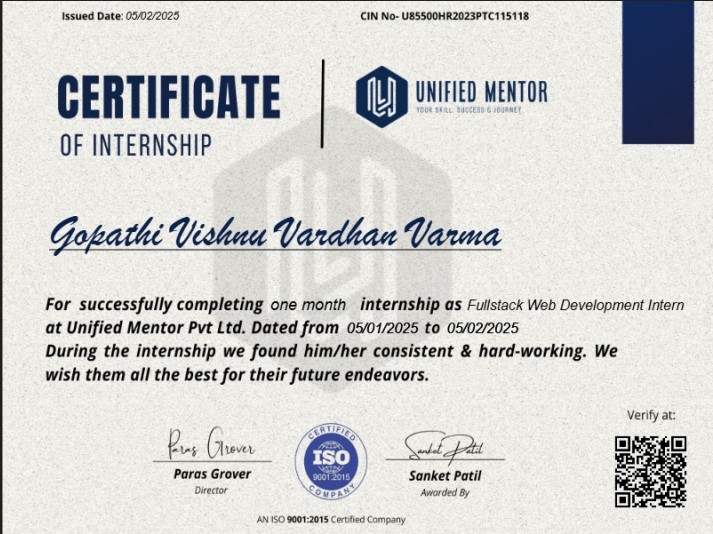 Issued Date: 05/02/2025
CIN No- U85500HR2023PTC115118
CERTIFICATE
OF INTERNSHIP
UNIFIED MENTOR
YOUR SKILL, SUCCESS & JOURNEY
Gopathi Vishnu Vardhan Varma
For successfully completing one month internship as Fullstack Web Development Intern
at Unified Mentor Pvt Ltd. Dated from 05/01/2025 to 05/02/2025
During the internship we found him/her consistent & hard-working. We
wish them all the best for their future endeavors.
Verify at:
Paras Grover
Paras Grover
Director
CERTIFIED
ISO
9001:2015
COMPANY
Sanket Patil
Sanket Patil
Awarded By
AN ISO 9001:2015 Certified Company